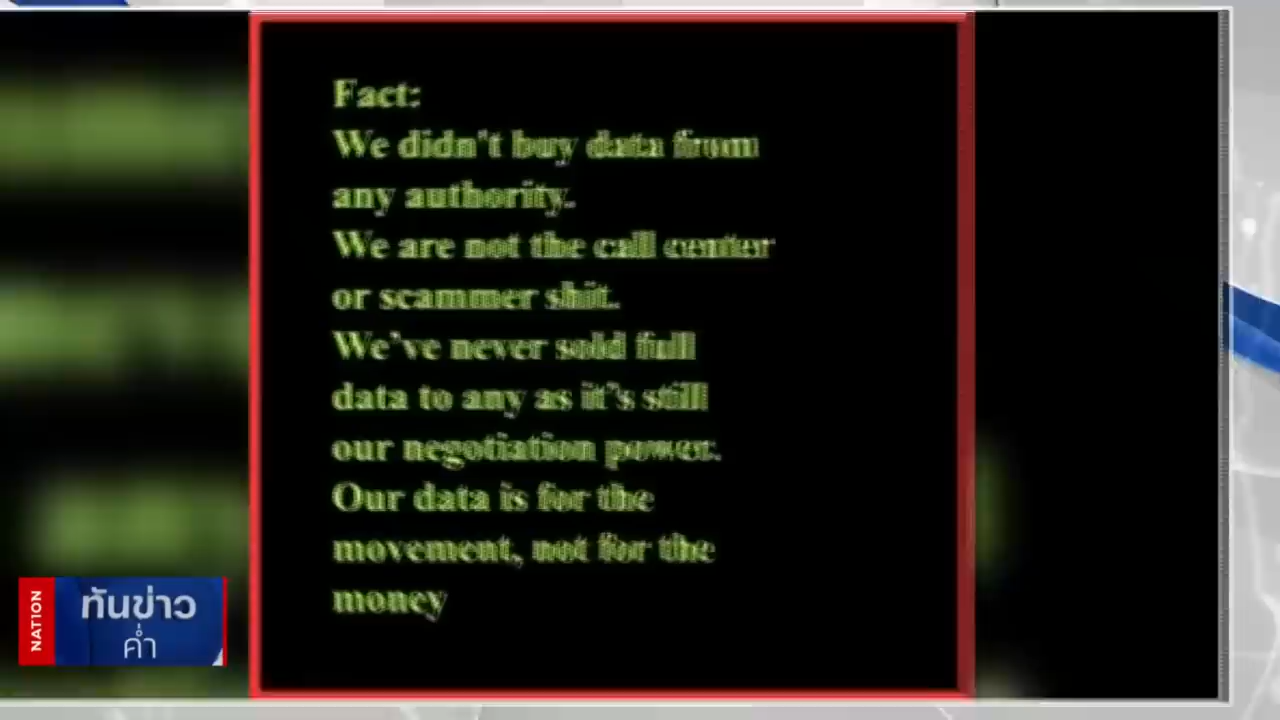 Fact:
We didn't buy data from
any authority.
We are not the call center
or scammer shit.
We've never sold full
data to any as it's still
our negotiation power.
Our data is for the
movement, not for the
money
NATION
ทันข่าว
ค่ำ